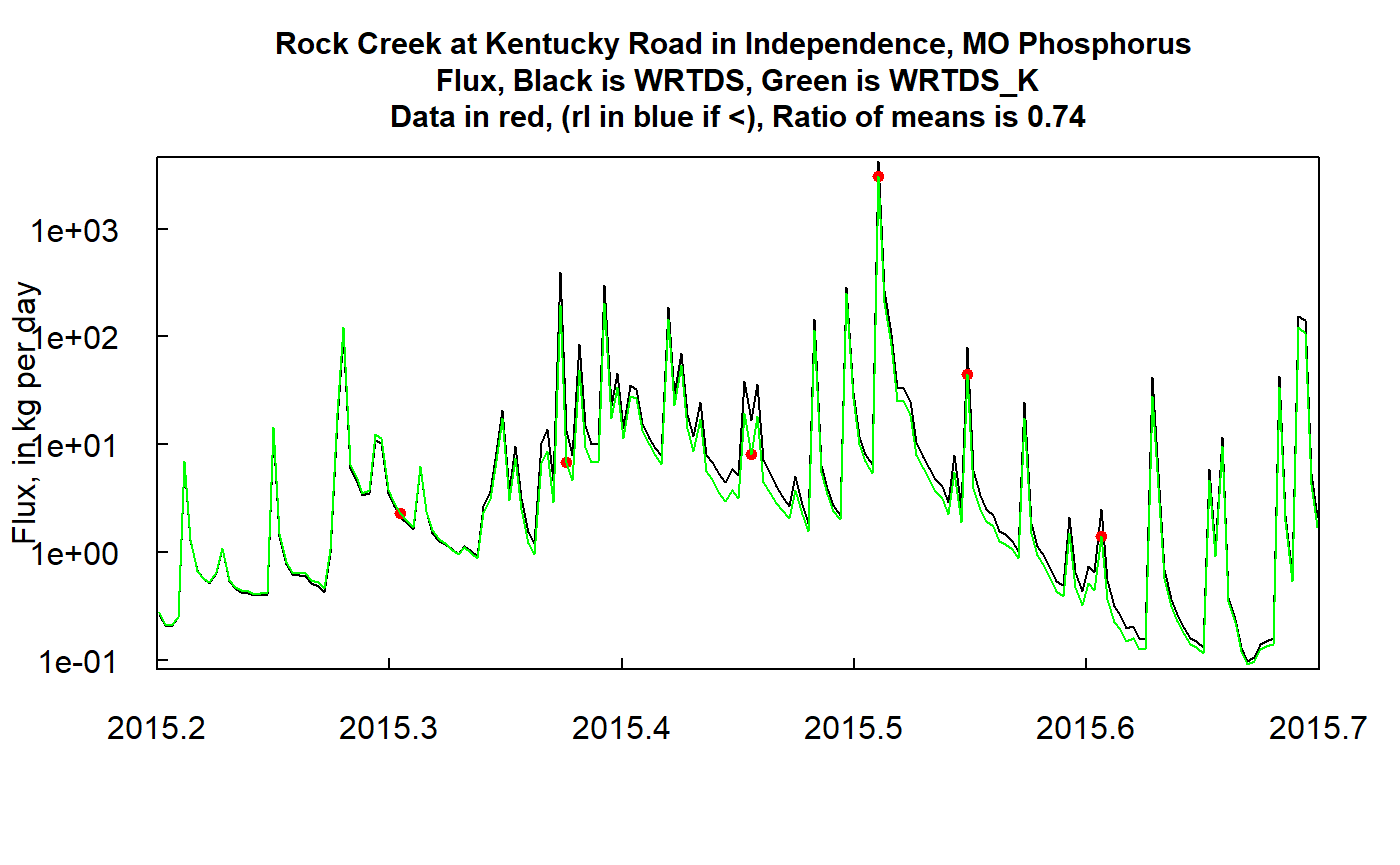 Rock Creek at Kentucky Road in Independence, MO Phosphorus
Flux, Black is WRTDS, Green is WRTDS_K
Data in red, (rl in blue if <), Ratio of means is 0.74
Flux, in kg per day
1e+03
1e+02
1e+01
1e+00
1e-01
2015.2 2015.3 2015.4 2015.5 2015.6 2015.7